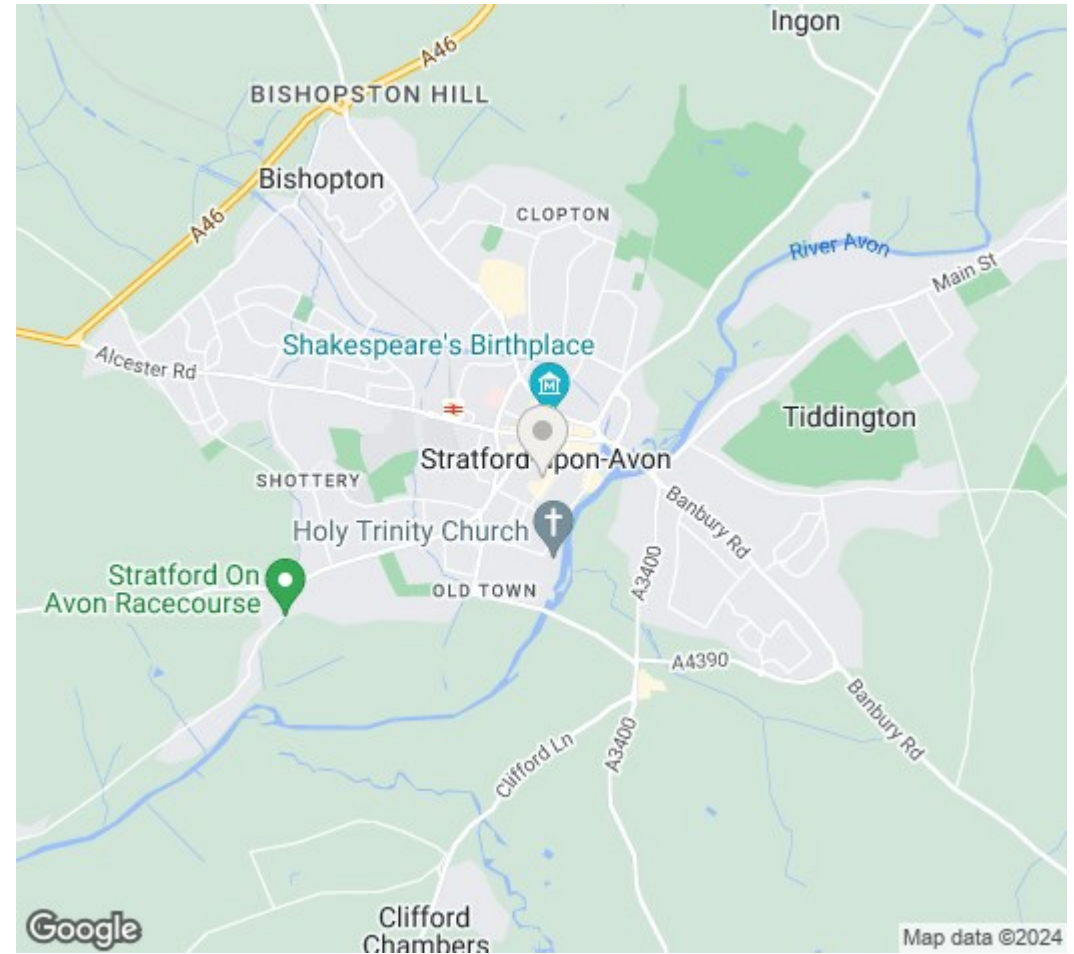 Ingon
A46
BISHOPSTON HILL
Bishopton
CLOPTON
A46
River Avon
Main St
Shakespeare's Birthplace
Alcester Rd
M
Tiddington
Stratford-upon-Avon
SHOTTERY
Banbury Rd
Holy Trinity Church
A3400
Stratford On
Avon Racecourse
OLD TOWN
A4390
Banbury Rd
Clifford Ln
A3400
Clifford
Chambers
Google
Map data ©2024